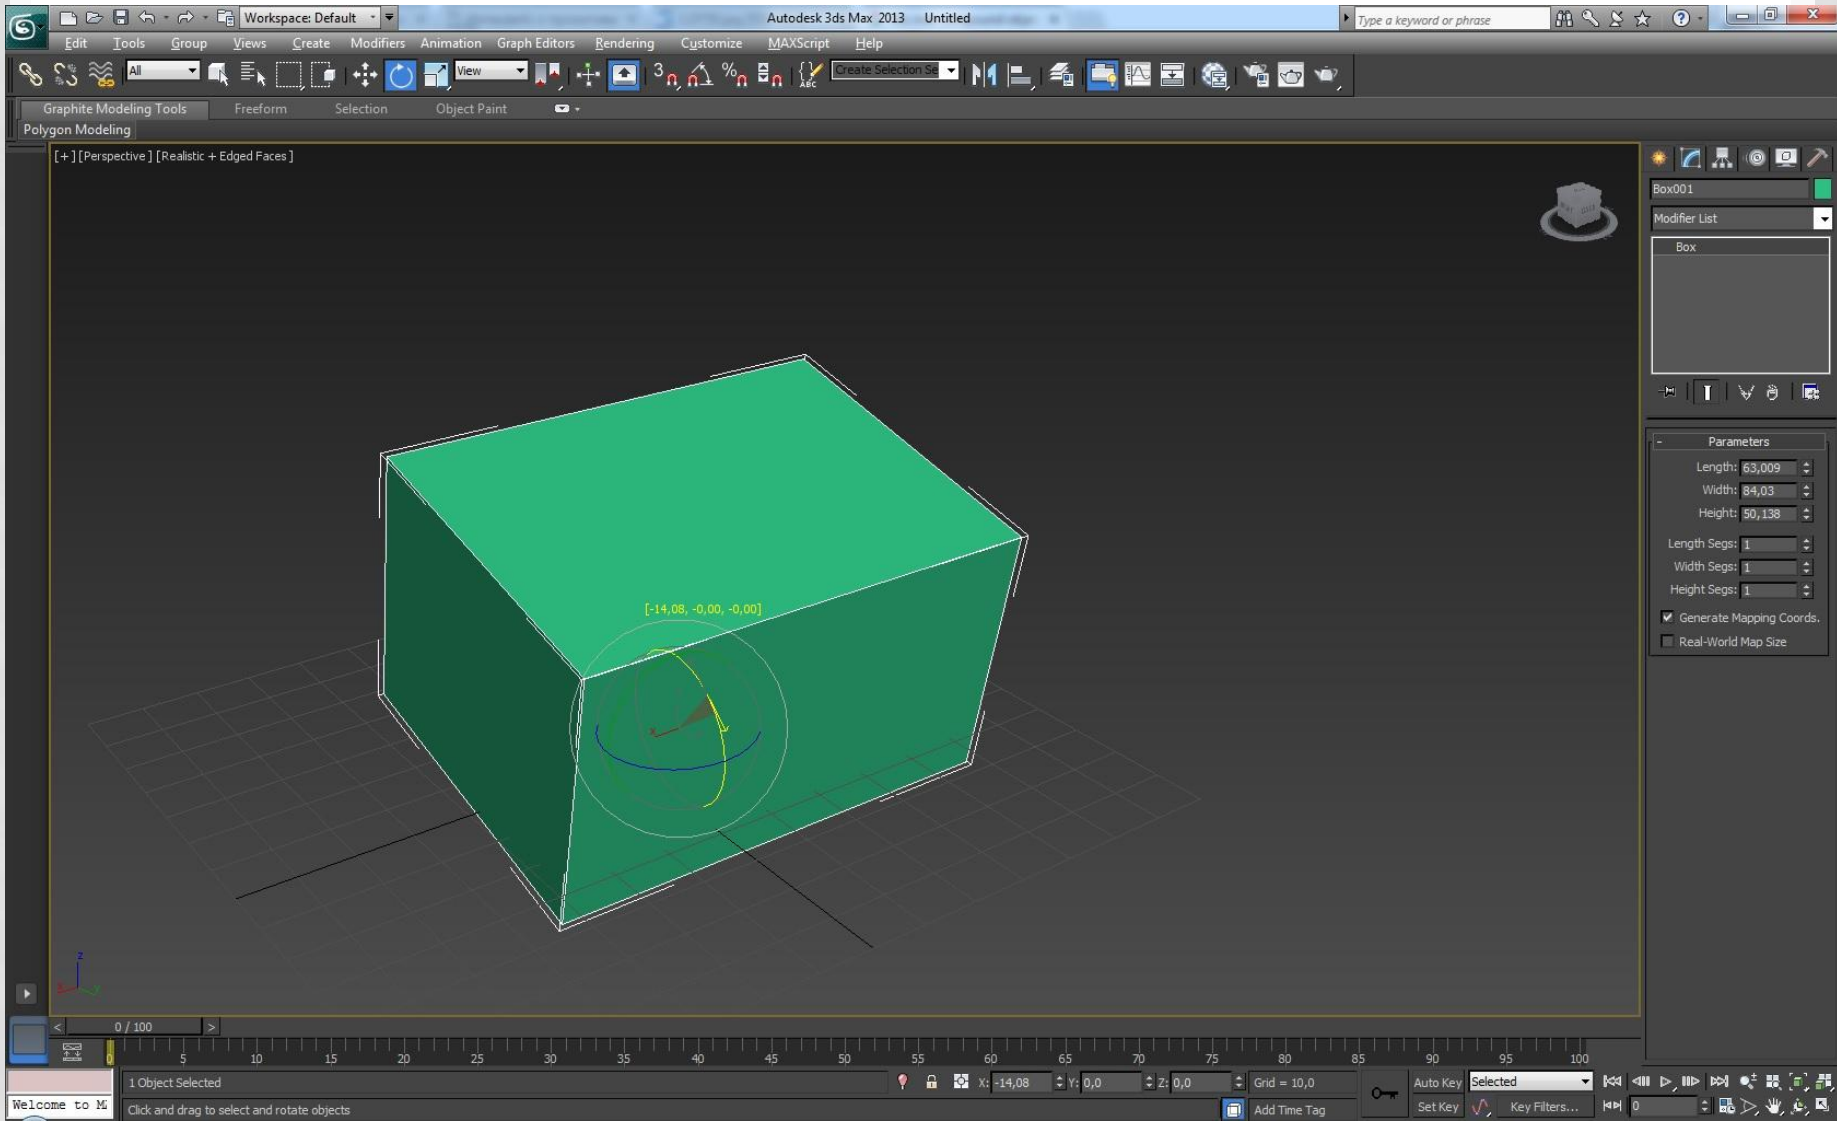 Workspace: Default
Autodesk 3ds Max 2013 Untitled
Type a keyword or phrase
Edit Tools Group Views Create Modifiers Animation Graph Editors Rendering Customize MAXScript Help
All
View
3
%
ABC
Create Selection Se
Graphite Modeling Tools Freeform Selection Object Paint
Polygon Modeling
[+] [Perspective] [Realistic + Edged Faces]
Box001
Modifier List
Box
- Parameters
Length: 63,009
Width: 84,03
Height: 50,138
Length Segs: 1
Width Segs: 1
Height Segs: 1
Generate Mapping Coords.
Real-World Map Size
[-14,08, -0,00, -0,00]
x
z
x
y
< 0 / 100 >
0 5 10 15 20 25 30 35 40 45 50 55 60 65 70 75 80 85 90 95 100
1 Object Selected
X: -14,08 Y: 0,0 Z: 0,0 Grid = 10,0
Auto Key Selected
Welcome to M
Click and drag to select and rotate objects
Add Time Tag
Set Key Key Filters... 0